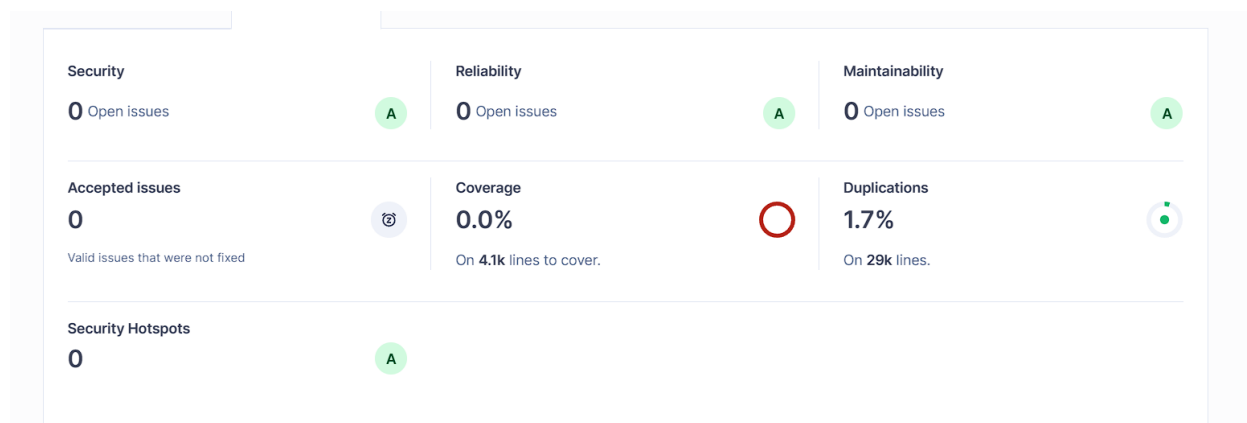 Security
0 Open issues
A
Reliability
0 Open issues
A
Maintainability
0 Open issues
A
Accepted issues
0
Valid issues that were not fixed
Coverage
0.0%
On 4.1k lines to cover.
Duplications
1.7%
On 29k lines.
Security Hotspots
0
A